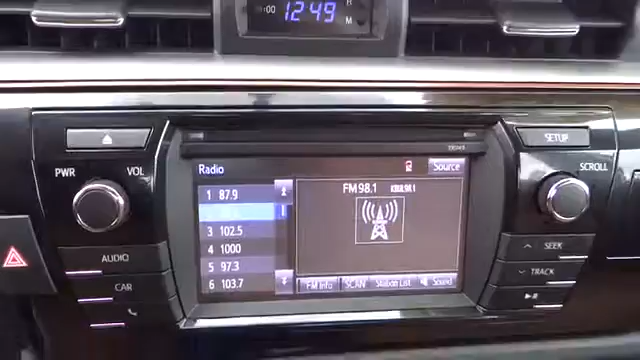 :00
12:49
H
R
M
SETUP
PWR
VOL
SCROLL
Radio
Source
1 87.9
3 102.5
4 1000
5 97.3
6 103.7
FM 98.1
FM Info
SCAN
Station List
Sound
AUDIO
CAR
SEEK
TRACK